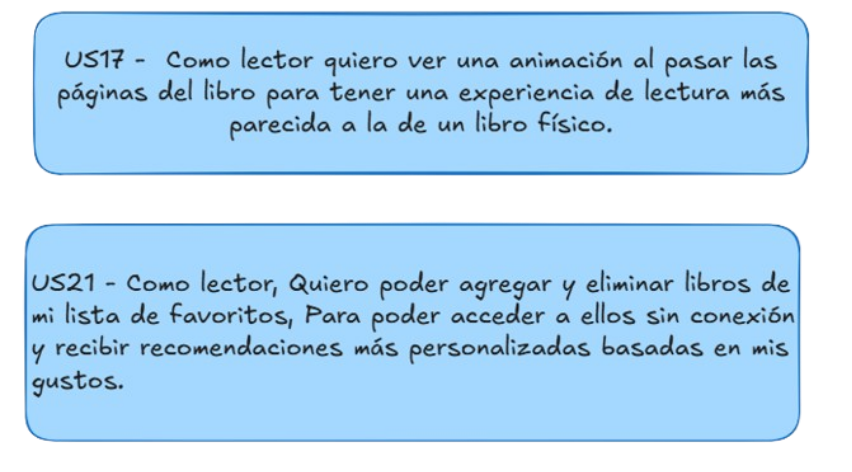 US17 - Como lector quiero ver una animación al pasar las
páginas del libro para tener una experiencia de lectura más
parecida a la de un libro físico.
US21 - Como lector, Quiero poder agregar y eliminar libros de
mi lista de favoritos, Para poder acceder a ellos sin conexión
y recibir recomendaciones más personalizadas basadas en mis
gustos.